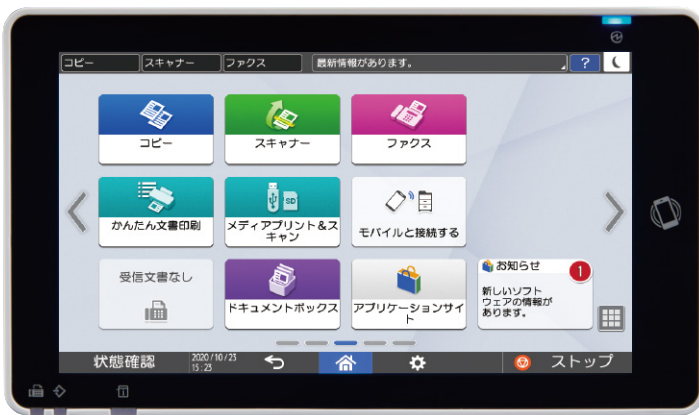 コピー
スキャナー
ファクス
最新情報があります。
?
コピー
スキャナー
ファクス
かんたん文書印刷
メディアプリント&ス
キャン
SD
モバイルと接続する
受信文書なし
ドキュメントボックス
アプリケーションサイ
ト
お知らせ
1
新しいソフト
ウェアの情報が
あります。
状態確認
2020/10/23
15:23
ストップ